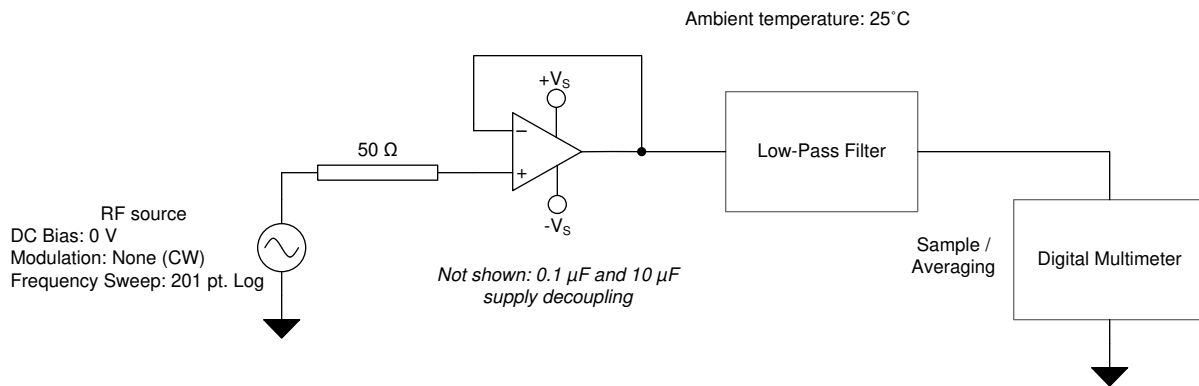 Ambient temperature: 25˚C
+VS
−
50 Ω
Low-Pass Filter
+
-VS
RF source
DC Bias: 0 V
Modulation: None (CW)
Frequency Sweep: 201 pt. Log
Not shown: 0.1 µF and 10 µF
supply decoupling
Sample /
Averaging
Digital Multimeter